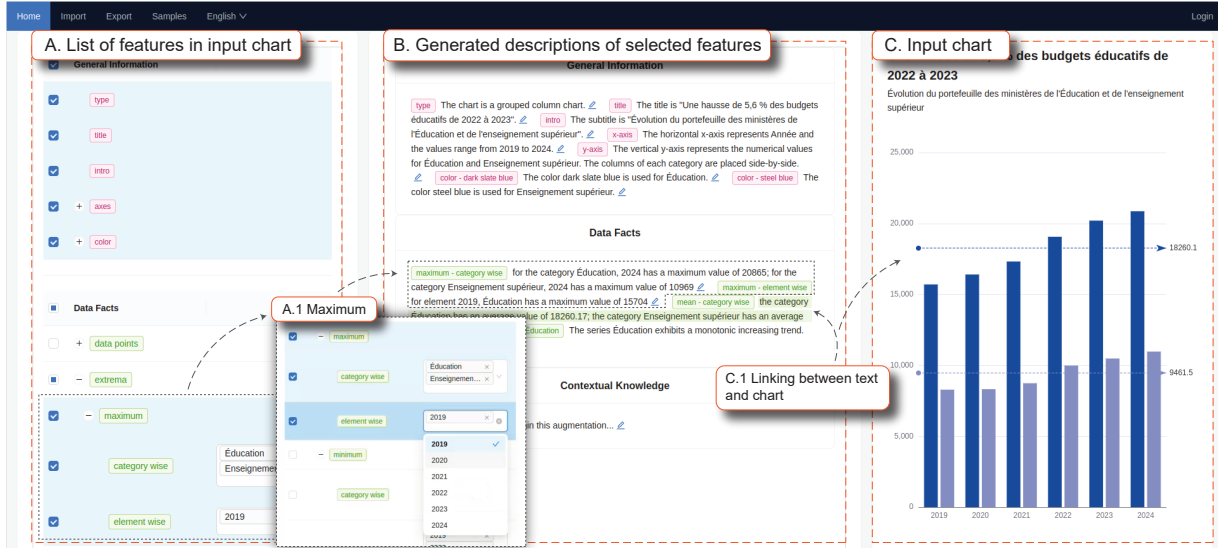 Home Import Export Samples English Login
A. List of features in input chart
General Information
type
title
intro
+ axes
+ color
Data Facts
+ data points
− extrema
− maximum
category wise
Éducation
Enseigneme
element wise
2019
A.1 Maximum
− maximum
category wise
Éducation ×
Enseignemen... ×
element wise
2019 ×
2019
2020
2021
2022
2023
2024
− minimum
category wise
2019 ×
B. Generated descriptions of selected features
General Information
type The chart is a grouped column chart. title The title is "Une hausse de 5,6 % des budgets
éducatifs de 2022 à 2023". intro The subtitle is "Évolution du portefeuille des ministères de
l'Éducation et de l'enseignement supérieur". x-axis The horizontal x-axis represents Année and
the values range from 2019 to 2024. y-axis The vertical y-axis represents the numerical values
for Éducation and Enseignement supérieur. The columns of each category are placed side-by-side.
color - dark slate blue The color dark slate blue is used for Éducation. color - steel blue The
color steel blue is used for Enseignement supérieur.
Data Facts
maximum - category wise for the category Éducation, 2024 has a maximum value of 20865; for the
category Enseignement supérieur, 2024 has a maximum value of 10969 maximum - element wise
for element 2019, Éducation has a maximum value of 15704 mean - category wise the category
Éducation has an average value of 18260.17; the category Enseignement supérieur has an average
Éducation The series Éducation exhibits a monotonic increasing trend.
Contextual Knowledge
in this augmentation...
C. Input chart
des budgets éducatifs de
2022 à 2023
Évolution du portefeuille des ministères de l'Éducation et de l'enseignement
supérieur
25,000
20,000
18260.1
15,000
10,000
9461.5
5,000
0
2019 2020 2021 2022 2023 2024
C.1 Linking between text
and chart